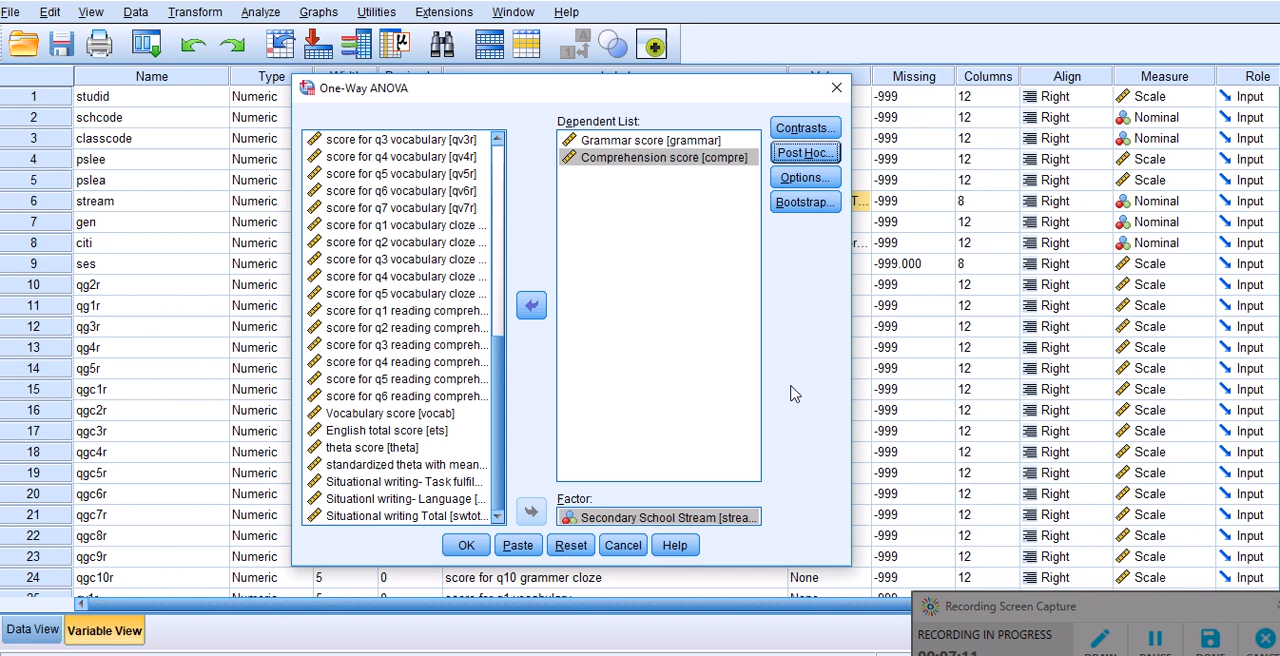 File Edit View Data Transform Analyze Graphs Utilities Extensions Window Help
Name Type Missing Columns Align Measure Role
One-Way ANOVA
Dependent List:
score for q3 vocabulary [qv3r]
score for q4 vocabulary [qv4r]
score for q5 vocabulary [qv5r]
score for q6 vocabulary [qv6r]
score for q7 vocabulary [qv7r]
score for q1 vocabulary cloze ...
score for q2 vocabulary cloze ...
score for q3 vocabulary cloze ...
score for q4 vocabulary cloze ...
score for q5 vocabulary cloze ...
score for q1 reading compreh...
score for q2 reading compreh...
score for q3 reading compreh...
score for q4 reading compreh...
score for q5 reading compreh...
score for q6 reading compreh...
Vocabulary score [vocab]
English total score [ets]
theta score [theta]
standardized theta with mean...
Situational writing- Task fulfil...
Situationl writing- Language [...
Situational writing Total [swtot...
Grammar score [grammar]
Comprehension score [compre]
Contrasts...
Post Hoc...
Options...
Bootstrap...
Factor:
Secondary School Stream [strea...
OK Paste Reset Cancel Help
1 studid Numeric -999 12 Right Scale Input
2 schcode Numeric -999 12 Right Nominal Input
3 classcode Numeric -999 12 Right Nominal Input
4 pslee Numeric -999 12 Right Scale Input
5 pslea Numeric -999 12 Right Scale Input
6 stream Numeric T... -999 8 Right Nominal Input
7 gen Numeric -999 12 Right Nominal Input
8 citi Numeric or... -999 12 Right Nominal Input
9 ses Numeric -999.000 8 Right Scale Input
10 qg2r Numeric -999 12 Right Scale Input
11 qg1r Numeric -999 12 Right Scale Input
12 qg3r Numeric -999 12 Right Scale Input
13 qg4r Numeric -999 12 Right Scale Input
14 qg5r Numeric -999 12 Right Scale Input
15 qgc1r Numeric -999 12 Right Scale Input
16 qgc2r Numeric -999 12 Right Scale Input
17 qgc3r Numeric -999 12 Right Scale Input
18 qgc4r Numeric -999 12 Right Scale Input
19 qgc5r Numeric -999 12 Right Scale Input
20 qgc6r Numeric -999 12 Right Scale Input
21 qgc7r Numeric -999 12 Right Scale Input
22 qgc8r Numeric -999 12 Right Scale Input
23 qgc9r Numeric -999 12 Right Scale Input
24 qgc10r Numeric 5 0 score for q10 grammer cloze None -999 12 Right Scale Input
Data View Variable View
Recording Screen Capture
RECORDING IN PROGRESS